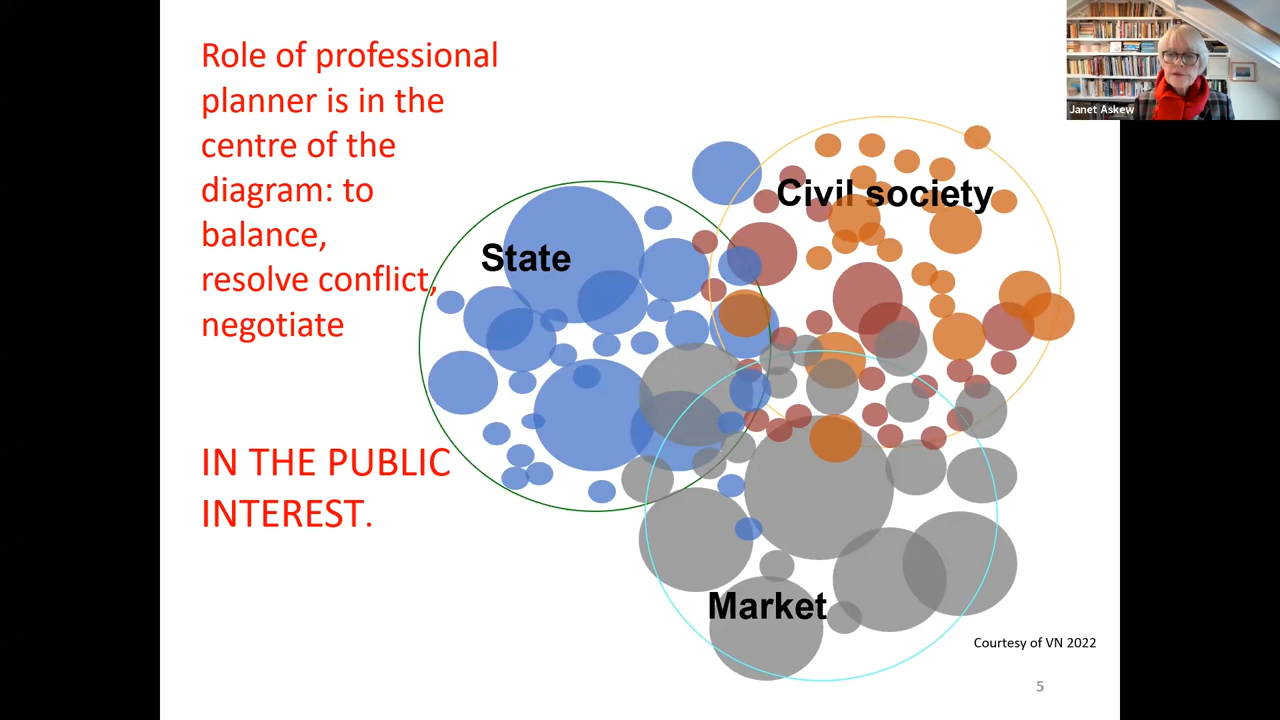 Role of professional
planner is in the
centre of the
diagram: to
balance,
resolve conflict,
negotiate
IN THE PUBLIC
INTEREST.
State
Civil society
Market
Courtesy of VN 2022
5
Janet Askew